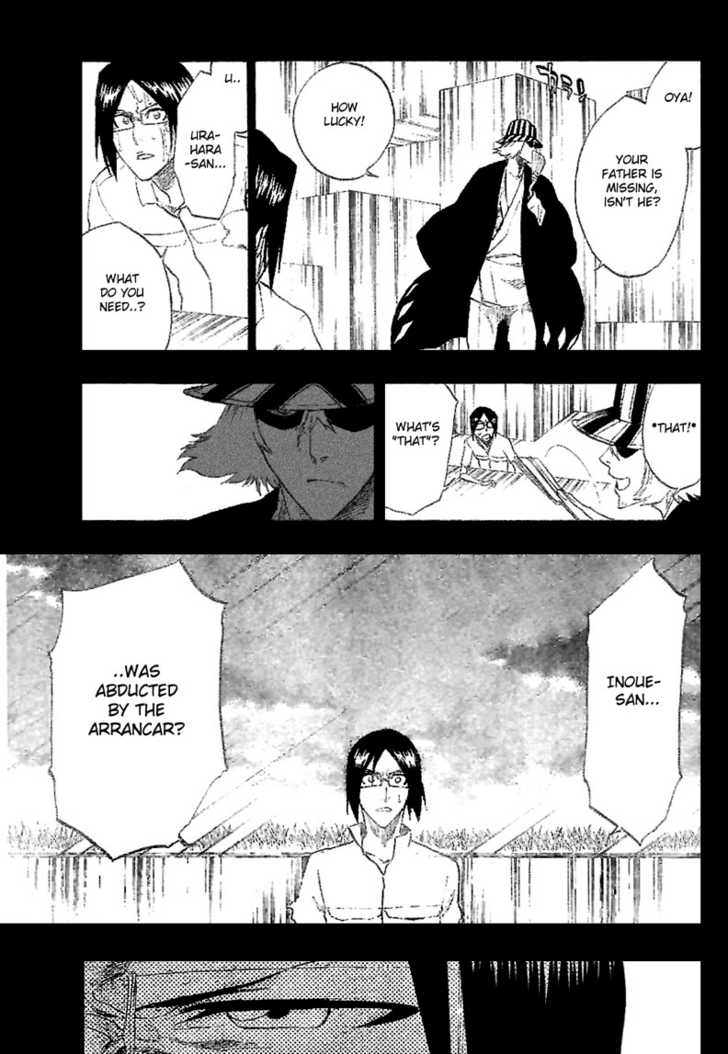 OYA!
YOUR
FATHER IS
MISSING,
ISN'T HE?
HOW
LUCKY!
U..
URA-
HARA
-SAN...
WHAT
DO YOU
NEED..?
*THAT!*
WHAT'S
"THAT"?
INOUE-
SAN...
..WAS
ABDUCTED
BY THE
ARRANCAR?